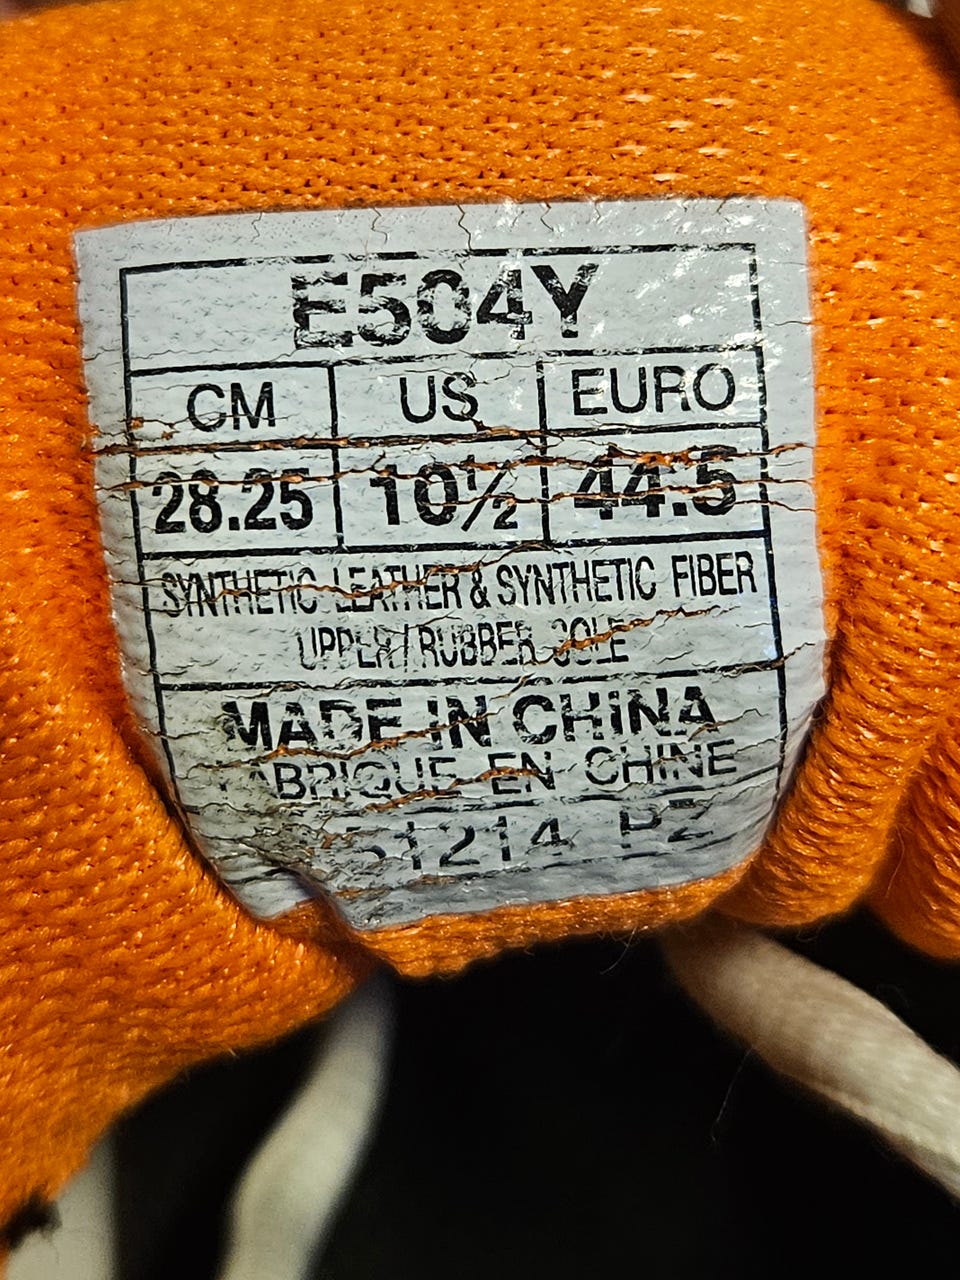 E504Y
CM US EURO
28.25 10½ 44.5
SYNTHETIC LEATHER & SYNTHETIC FIBER
UPPER / RUBBER SOLE
MADE IN CHINA
FABRIQUE EN CHINE